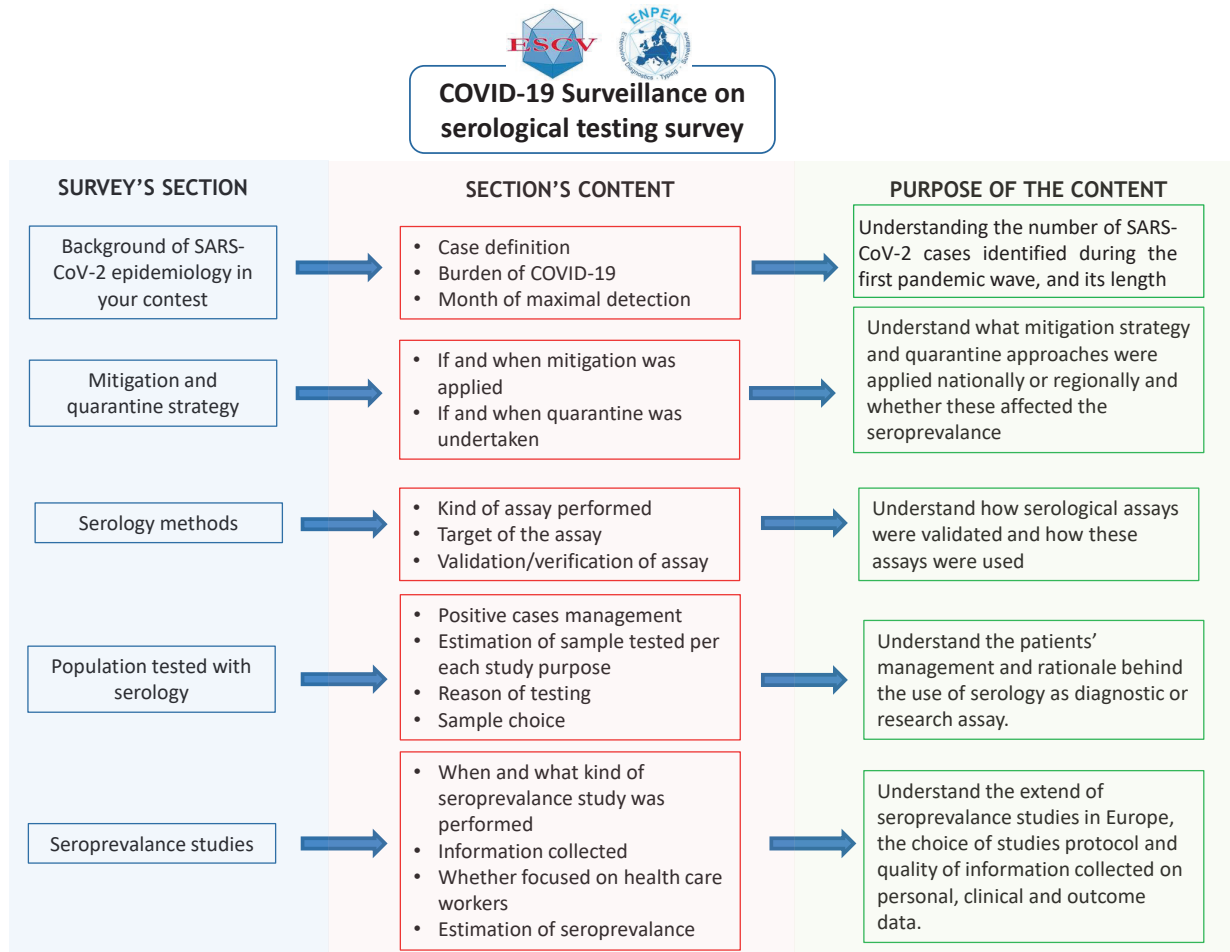 ESCV
ENPEN
Enterovirus Diagnostics - Typing - Surveillance
COVID-19 Surveillance on
serological testing survey
SURVEY'S SECTION
SECTION'S CONTENT
PURPOSE OF THE CONTENT
Background of SARS-
CoV-2 epidemiology in
your contest
• Case definition
• Burden of COVID-19
• Month of maximal detection
Understanding the number of SARS-
CoV-2 cases identified during the
first pandemic wave, and its length
Mitigation and
quarantine strategy
• If and when mitigation was
applied
• If and when quarantine was
undertaken
Understand what mitigation strategy
and quarantine approaches were
applied nationally or regionally and
whether these affected the
seroprevalance
Serology methods
• Kind of assay performed
• Target of the assay
• Validation/verification of assay
Understand how serological assays
were validated and how these
assays were used
Population tested with
serology
• Positive cases management
• Estimation of sample tested per
each study purpose
• Reason of testing
• Sample choice
Understand the patients'
management and rationale behind
the use of serology as diagnostic or
research assay.
Seroprevalance studies
• When and what kind of
seroprevalance study was
performed
• Information collected
• Whether focused on health care
workers
• Estimation of seroprevalance
Understand the extend of
seroprevalance studies in Europe,
the choice of studies protocol and
quality of information collected on
personal, clinical and outcome
data.